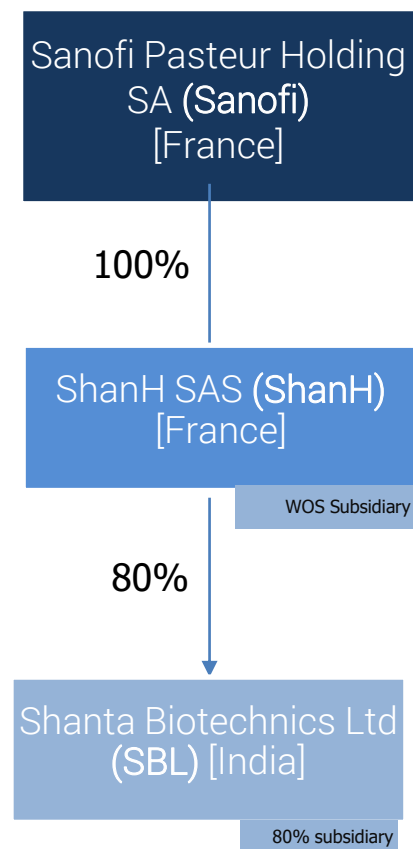 Sanofi Pasteur Holding
SA (Sanofi)
[France]
100%
ShanH SAS (ShanH)
[France]
WOS Subsidiary
80%
Shanta Biotechnics Ltd
(SBL) [India]
80% subsidiary